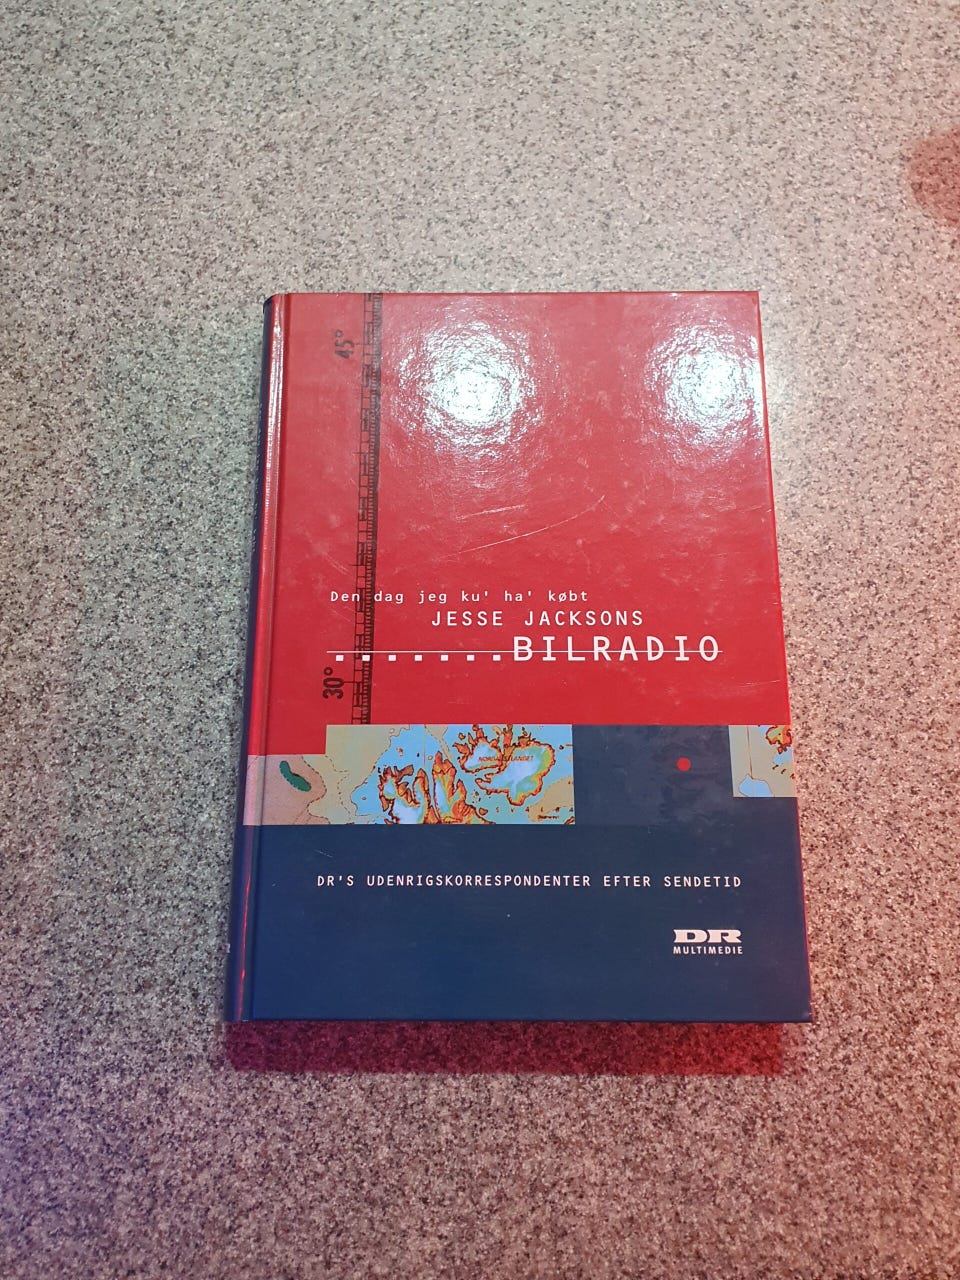 45°
Den dag jeg ku' ha' købt
JESSE JACKSONS
.......BILRADIO
30°
DR'S UDENRIGSKORRESPONDENTER EFTER SENDETID
DR
MULTIMEDIE